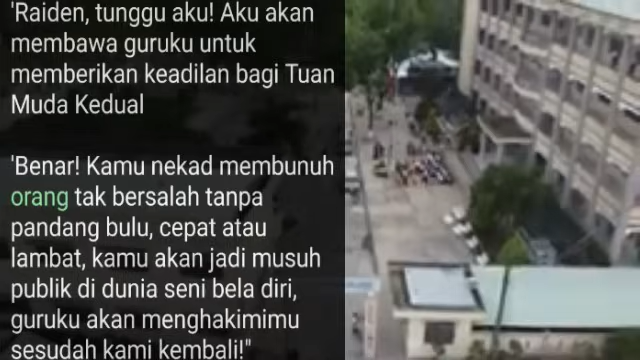 'Raiden, tunggu aku! Aku akan
membawa guruku untuk
memberikan keadilan bagi Tuan
Muda Kedual
'Benar! Kamu nekad membunuh
orang tak bersalah tanpa
pandang bulu, cepat atau
lambat, kamu akan jadi musuh
publik di dunia seni bela diri,
guruku akan menghakimimu
sesudah kami kembali!"